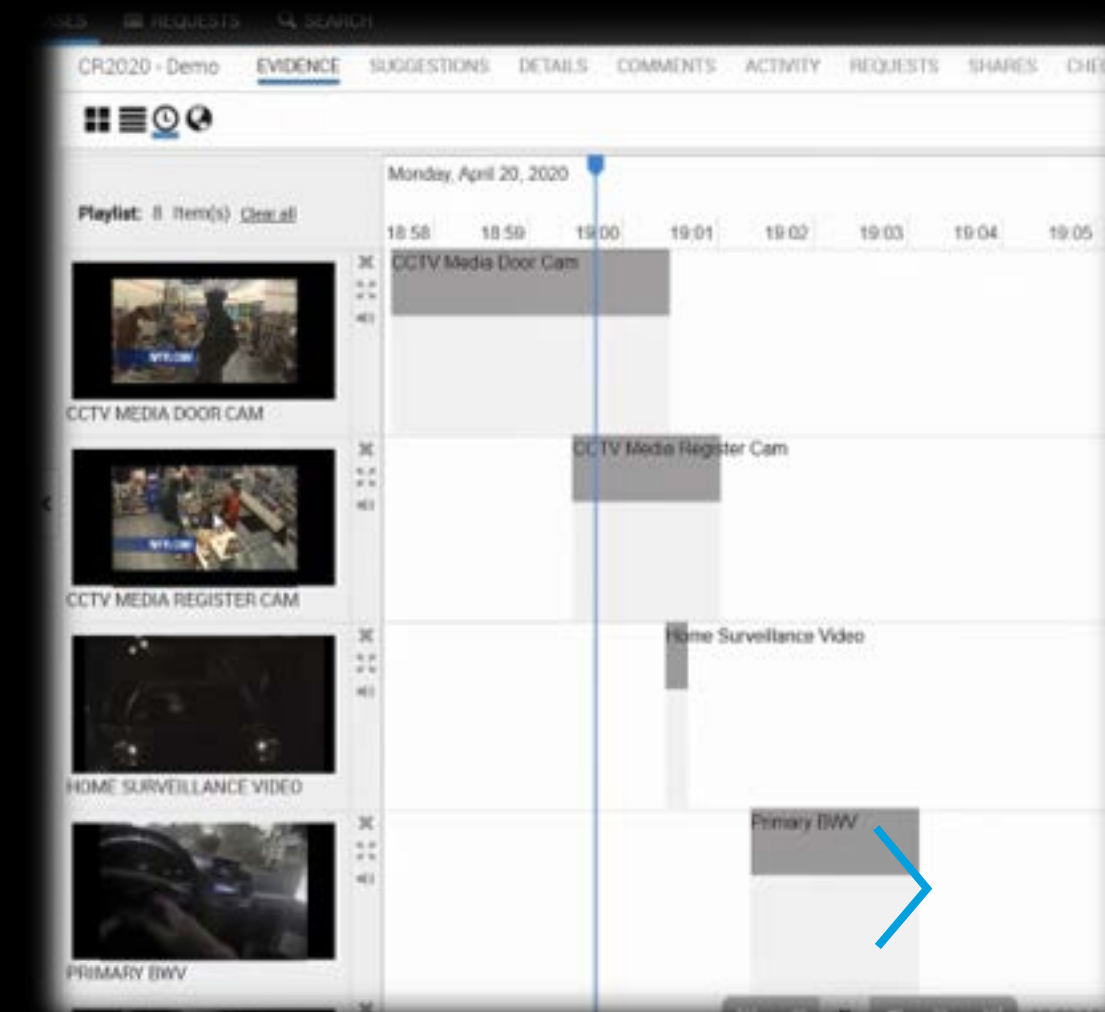 REQUESTS SEARCH
CR2020 - Demo EVIDENCE SUGGESTIONS DETAILS COMMENTS ACTIVITY REQUESTS SHARES
Monday, April 20, 2020
Playlist: 8 Item(s) Clear all
18:58 18:59 19:00 19:01 19:02 19:03 19:04 19:05
CCTV Media Door Cam
CCTV MEDIA DOOR CAM
CCTV Media Register Cam
CCTV MEDIA REGISTER CAM
Home Surveillance Video
HOME SURVEILLANCE VIDEO
Primary BWV
PRIMARY BWV